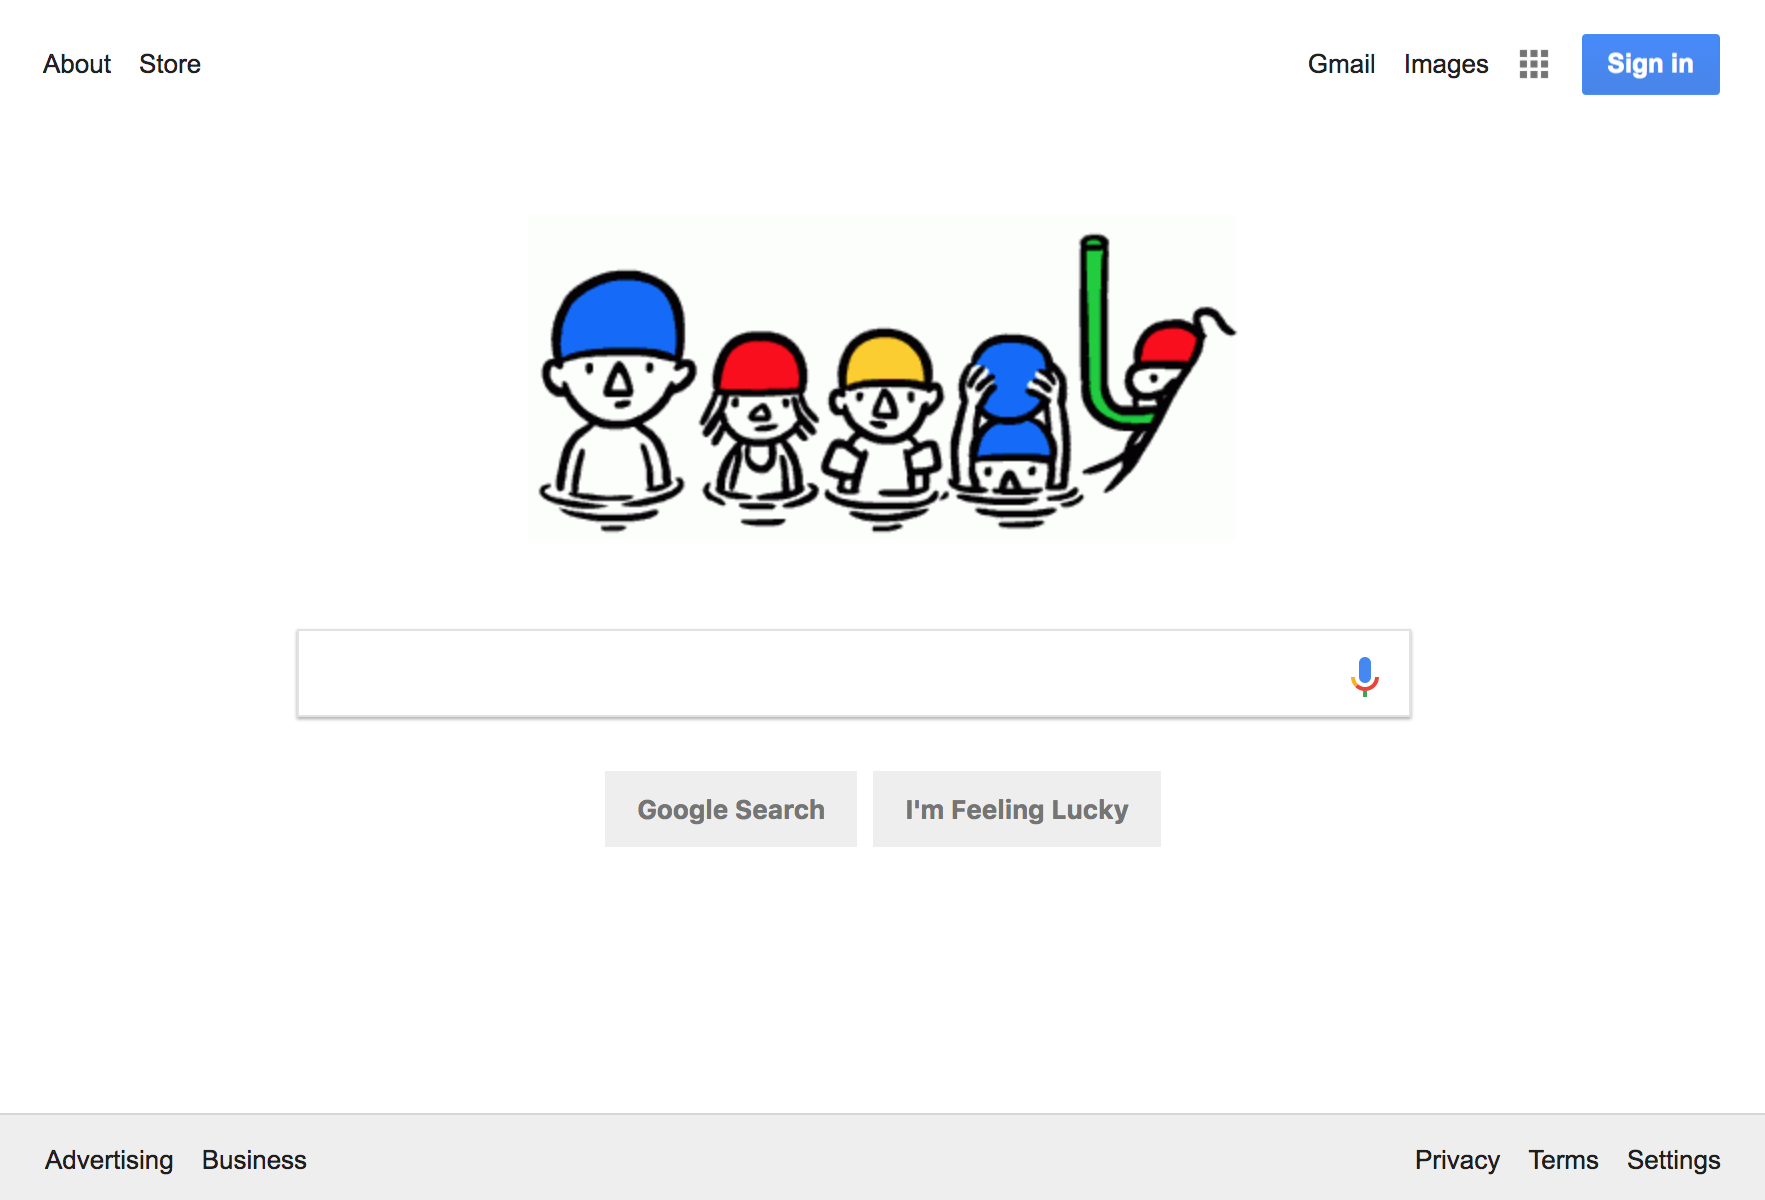 About Store Gmail Images Sign in
Google Search I'm Feeling Lucky
Advertising Business Privacy Terms Settings